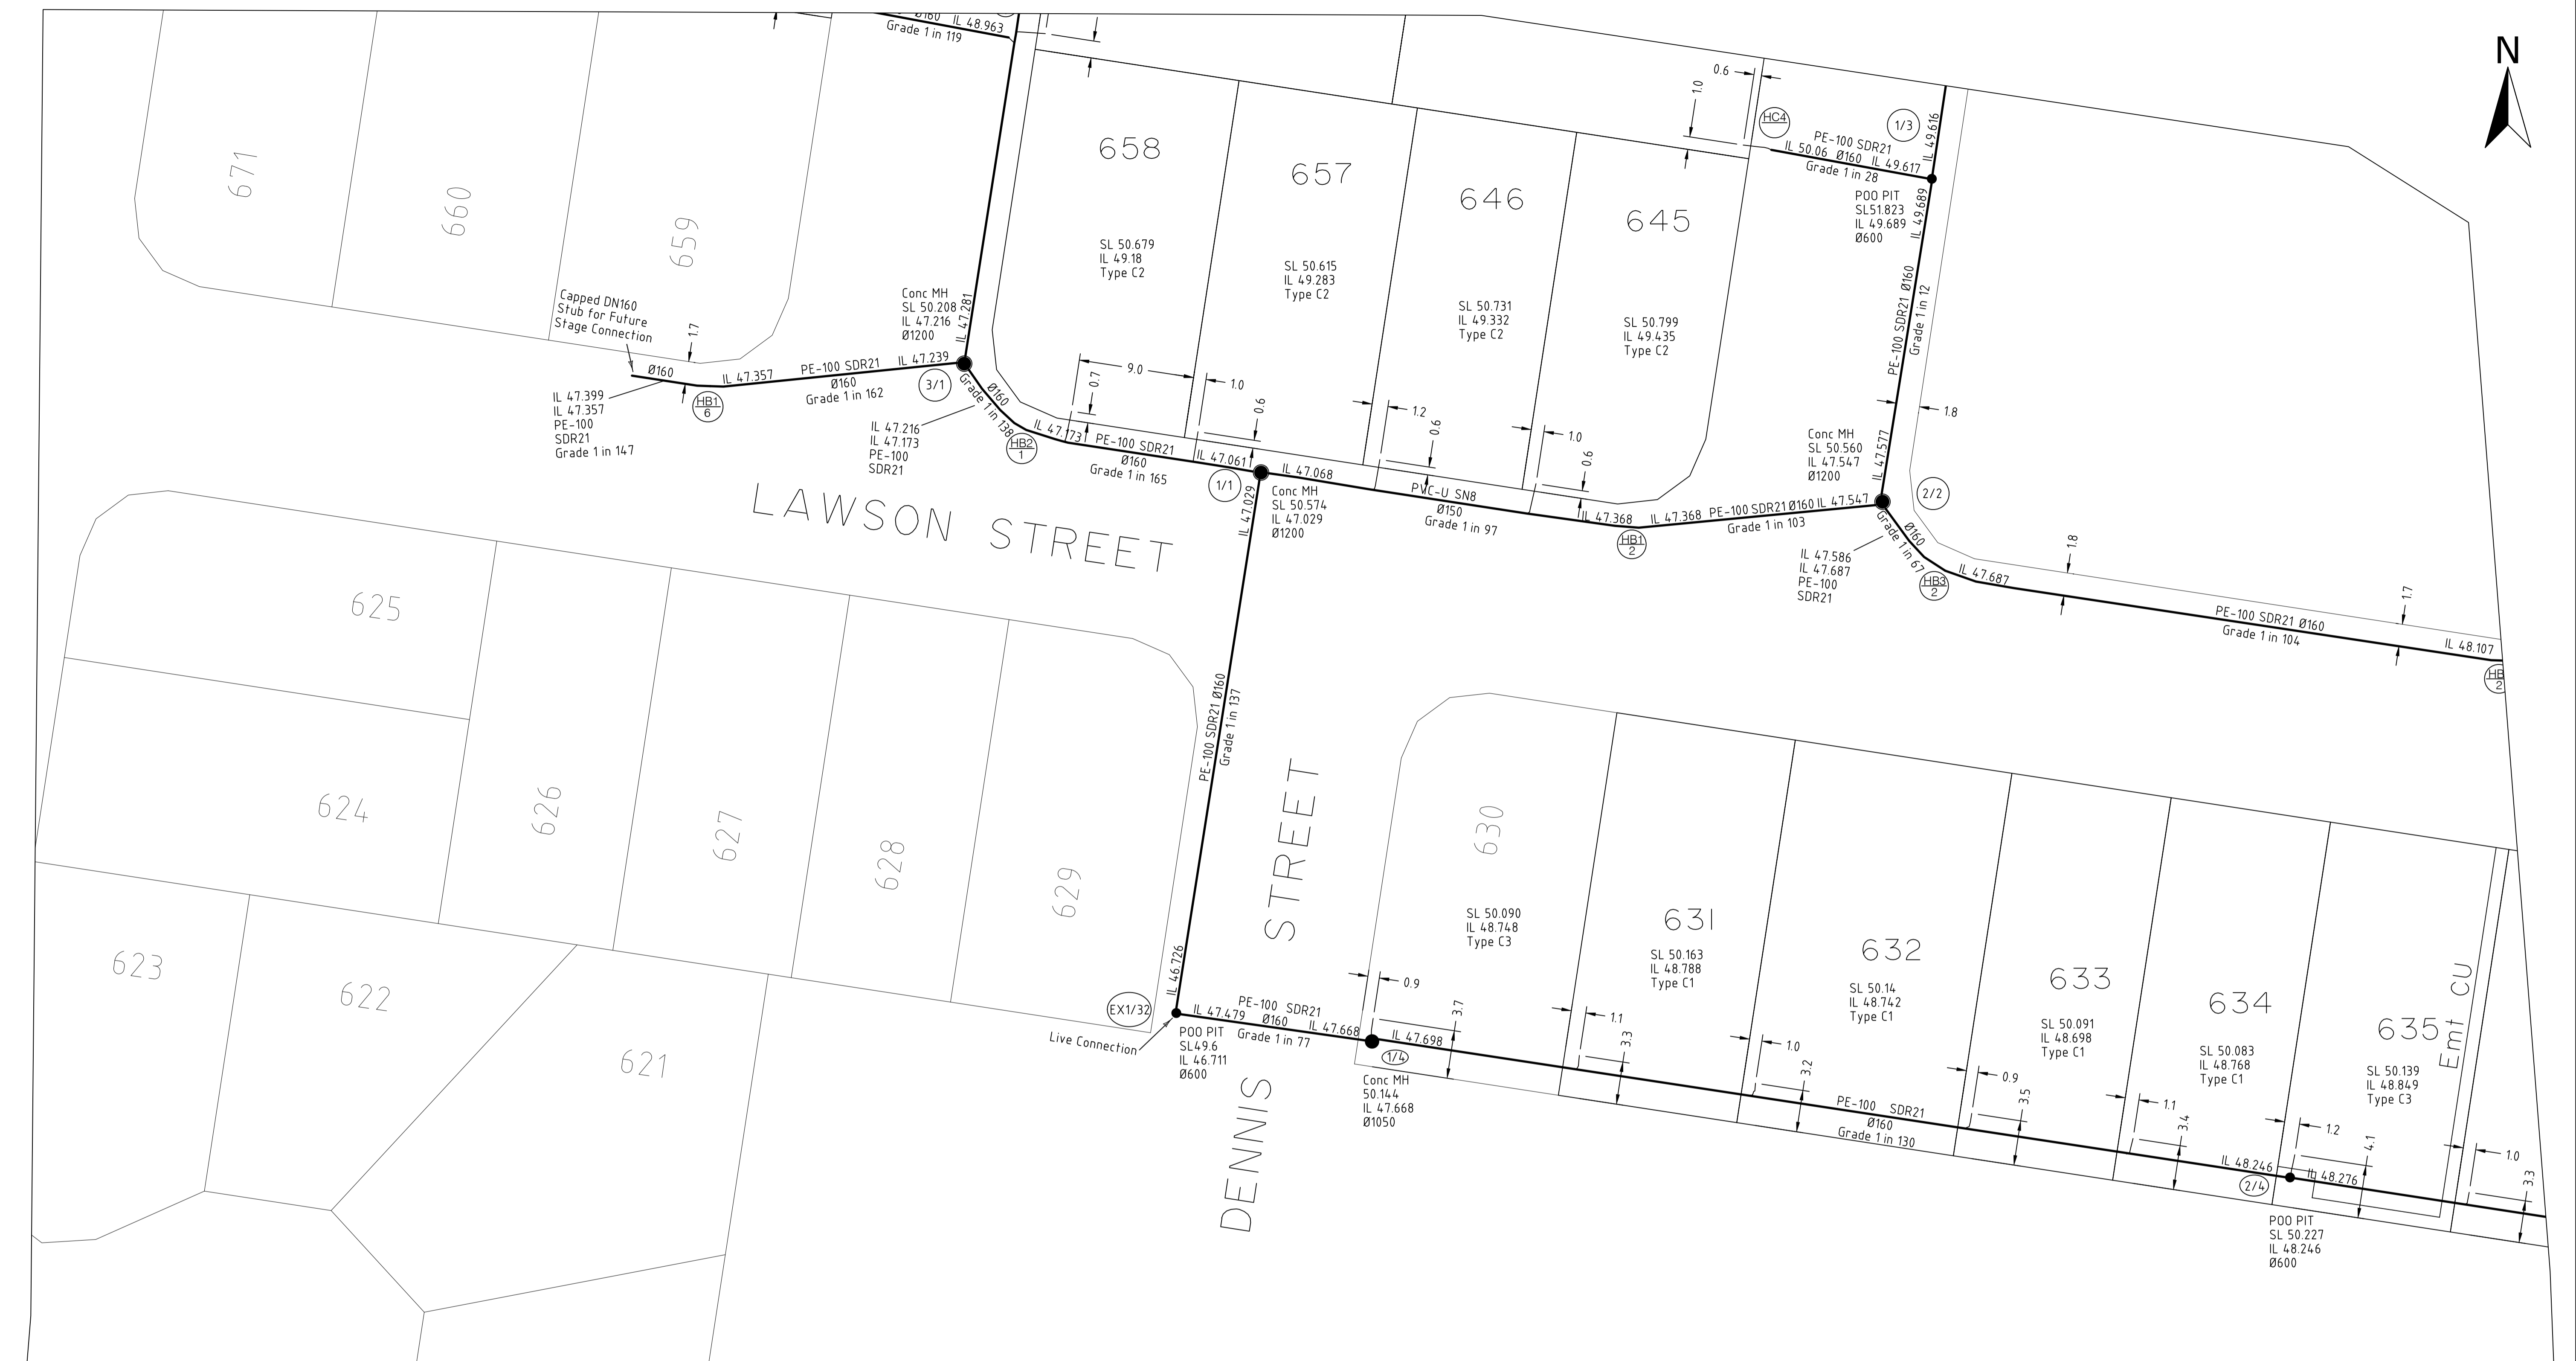 Ø160 IL 48.963
Grade 1 in 119
N
0.6
1.0
HC4
1/3
IL 49.616
PE-100 SDR21
IL 50.06 Ø160 IL 49.617
Grade 1 in 28
POO PIT
SL51.823
IL 49.689
Ø600
IL 49.689
671
660
659
658
657
646
645
SL 50.679
IL 49.18
Type C2
SL 50.615
IL 49.283
Type C2
SL 50.731
IL 49.332
Type C2
SL 50.799
IL 49.435
Type C2
PE-100 SDR21 Ø160
Grade 1 in 12
1.8
Capped DN160
Stub for Future
Stage Connection
1.7
Conc MH
SL 50.208
IL 47.216
Ø1200
IL 47.281
Ø160
IL 47.357
PE-100 SDR21
IL 47.239
Ø160
Grade 1 in 162
3/1
HB1
6
IL 47.399
IL 47.357
PE-100
SDR21
Grade 1 in 147
Ø160
Grade 1 in 138
IL 47.216
IL 47.173
PE-100
SDR21
HB2
1
9.0
0.7
1.0
0.6
1.2
0.6
1.0
0.6
IL 47.173
PE-100 SDR21
Ø160
Grade 1 in 165
IL 47.061
1/1
IL 47.068
IL 47.029
Conc MH
SL 50.574
IL 47.029
Ø1200
PVC-U SN8
Ø150
Grade 1 in 97
IL 47.368
HB1
2
IL 47.368 PE-100 SDR21 Ø160 IL 47.547
Grade 1 in 103
Conc MH
SL 50.560
IL 47.547
Ø1200
IL 47.577
2/2
Ø160
Grade 1 in 67
IL 47.586
IL 47.687
PE-100
SDR21
HB3
2
IL 47.687
1.8
PE-100 SDR21 Ø160
Grade 1 in 104
1.7
IL 48.107
HB
2
LAWSON STREET
625
624
626
627
628
629
623
622
621
PE-100 SDR21 Ø160
Grade 1 in 137
IL 46.726
EX1/32
Live Connection
POO PIT
SL49.6
IL 46.711
Ø600
DENNIS STREET
IL 47.479
PE-100 SDR21
Ø160
IL 47.668
Grade 1 in 77
0.9
3.7
IL 47.698
1/4
Conc MH
50.144
IL 47.668
Ø1050
630
SL 50.090
IL 48.748
Type C3
631
SL 50.163
IL 48.788
Type C1
632
SL 50.14
IL 48.742
Type C1
633
SL 50.091
IL 48.698
Type C1
634
SL 50.083
IL 48.768
Type C1
635
SL 50.139
IL 48.849
Type C3
Emt CU
1.1
3.3
1.0
3.2
PE-100 SDR21
Ø160
Grade 1 in 130
0.9
3.5
1.1
3.4
1.2
4.1
1.0
3.3
IL 48.246
2/4
IL 48.276
POO PIT
SL 50.227
IL 48.246
Ø600